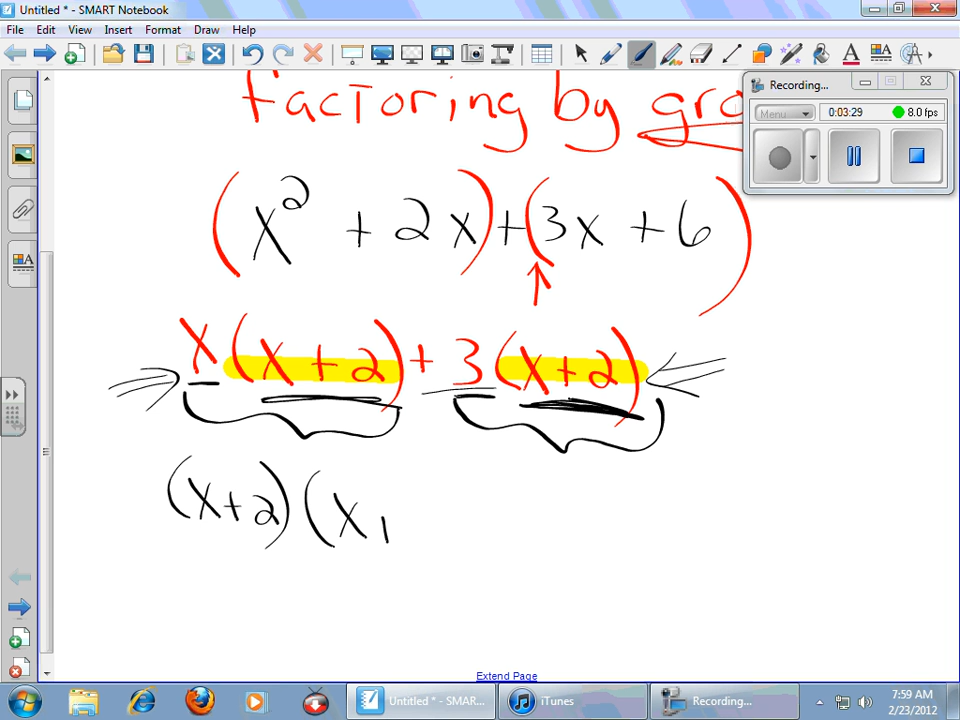 Untitled * - SMART Notebook
File Edit View Insert Format Draw Help
Recording...
Menu 0:03:29 8.0 fps
factoring by gro
(x² + 2x) + (3x + 6)
x(x+2) + 3(x+2)
(x+2)(x
Extend Page
Untitled * - SMAR... iTunes Recording... 7:59 AM
2/23/2012